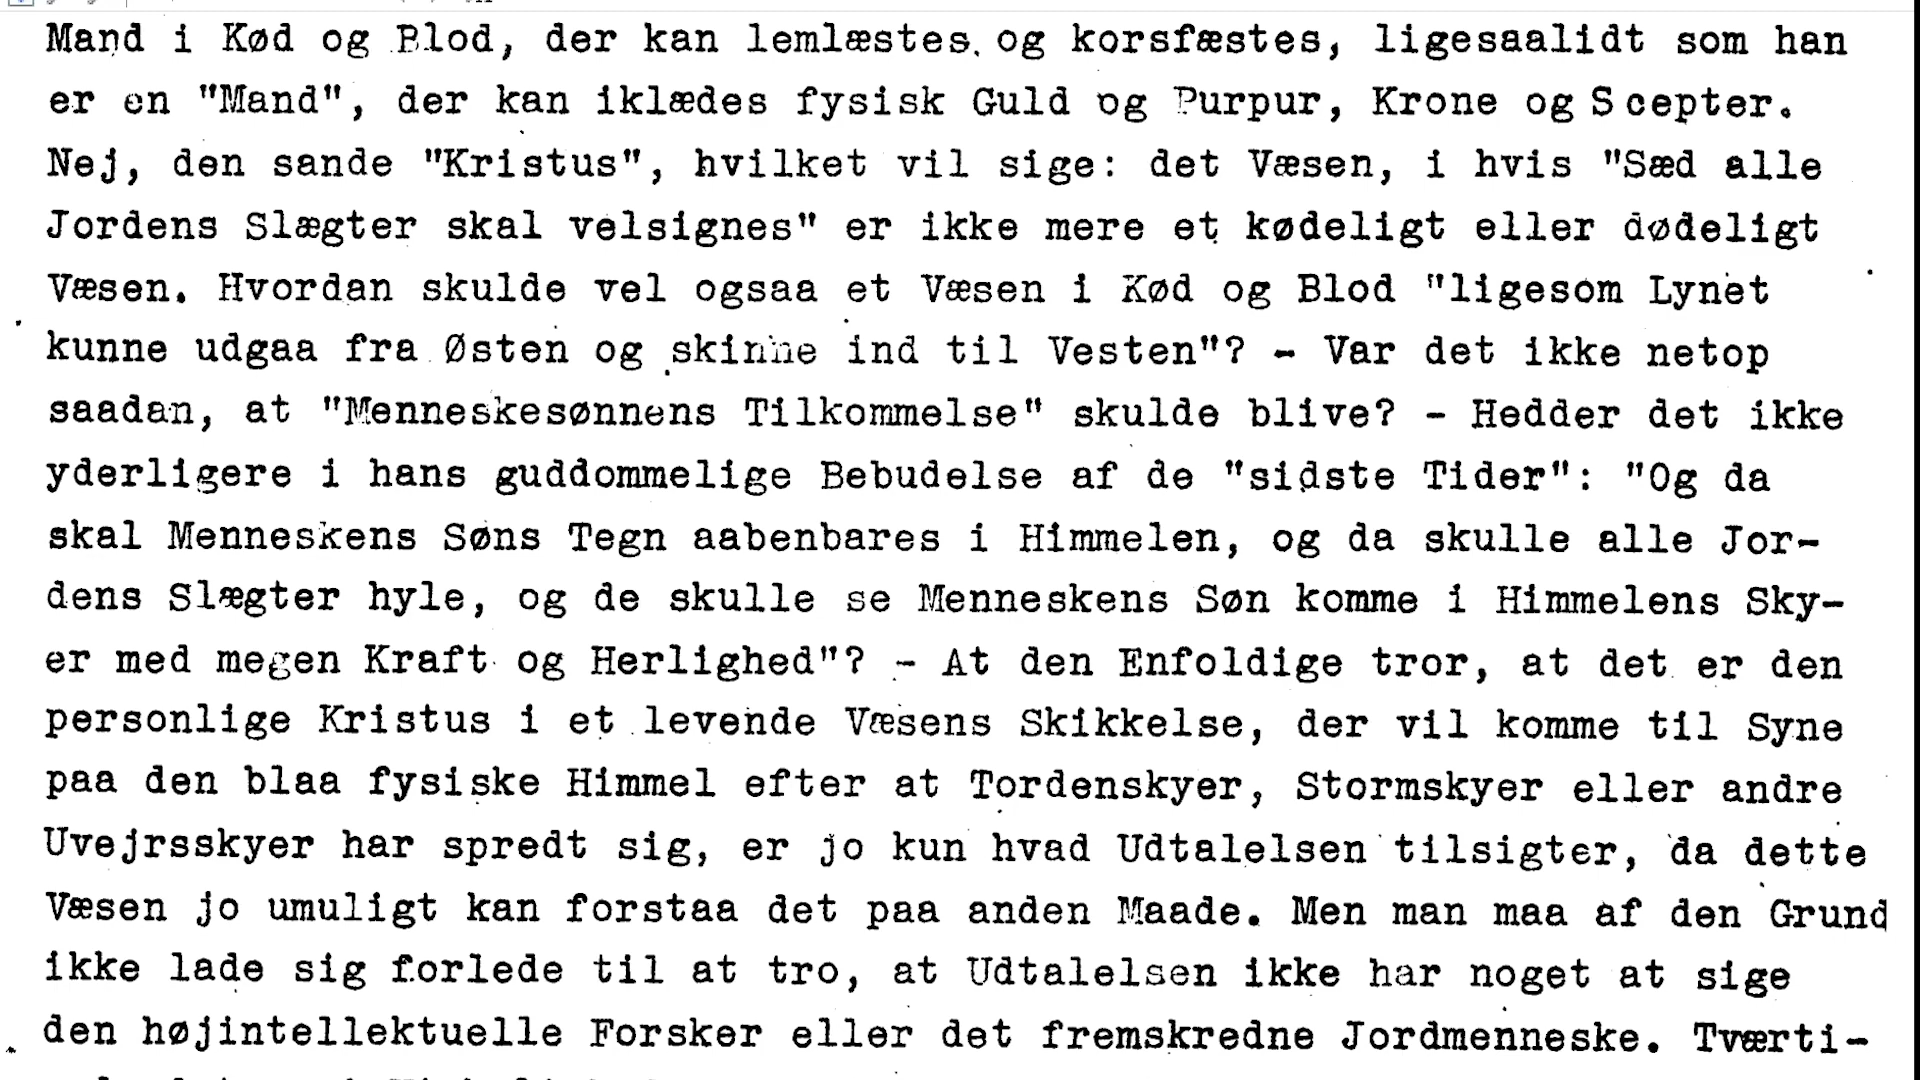 Mand i Kød og Blod, der kan lemlæstes og korsfæstes, ligesaalidt som han
er en "Mand", der kan iklædes fysisk Guld og Purpur, Krone og Scepter.
Nej, den sande "Kristus", hvilket vil sige: det Væsen, i hvis "Sæd alle
Jordens Slægter skal velsignes" er ikke mere et kødeligt eller dødeligt
Væsen. Hvordan skulde vel ogsaa et Væsen i Kød og Blod "ligesom Lynet
kunne udgaa fra Østen og skinne ind til Vesten"? - Var det ikke netop
saadan, at "Menneskesønnens Tilkommelse" skulde blive? - Hedder det ikke
yderligere i hans guddommelige Bebudelse af de "sidste Tider": "Og da
skal Menneskens Søns Tegn aabenbares i Himmelen, og da skulle alle Jor-
dens Slægter hyle, og de skulle se Menneskens Søn komme i Himmelens Sky-
er med megen Kraft og Herlighed"? - At den Enfoldige tror, at det er den
personlige Kristus i et levende Væsens Skikkelse, der vil komme til Syne
paa den blaa fysiske Himmel efter at Tordenskyer, Stormskyer eller andre
Uvejrsskyer har spredt sig, er jo kun hvad Udtalelsen tilsigter, da dette
Væsen jo umuligt kan forstaa det paa anden Maade. Men man maa af den Grund
ikke lade sig forlede til at tro, at Udtalelsen ikke har noget at sige
den højintellektuelle Forsker eller det fremskredne Jordmenneske. Tværti-